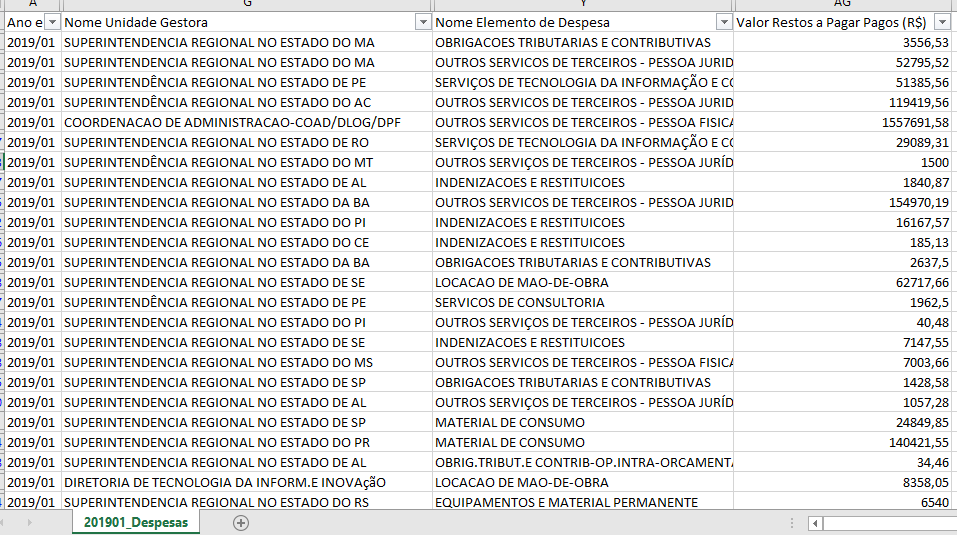 A G Y AG
Ano e Nome Unidade Gestora Nome Elemento de Despesa Valor Restos a Pagar Pagos (R$)
2019/01 SUPERINTENDENCIA REGIONAL NO ESTADO DO MA OBRIGACOES TRIBUTARIAS E CONTRIBUTIVAS 3556,53
2019/01 SUPERINTENDENCIA REGIONAL NO ESTADO DO MA OUTROS SERVICOS DE TERCEIROS - PESSOA JURID 52795,52
2019/01 SUPERINTENDÊNCIA REGIONAL NO ESTADO DE PE SERVIÇOS DE TECNOLOGIA DA INFORMAÇÃO E CO 51385,56
2019/01 SUPERINTENDÊNCIA REGIONAL NO ESTADO DO AC OUTROS SERVICOS DE TERCEIROS - PESSOA JURID 119419,56
2019/01 COORDENACAO DE ADMINISTRACAO-COAD/DLOG/DPF OUTROS SERVICOS DE TERCEIROS - PESSOA FISICA 1557691,58
2019/01 SUPERINTENDENCIA REGIONAL NO ESTADO DE RO SERVIÇOS DE TECNOLOGIA DA INFORMAÇÃO E CO 29089,31
2019/01 SUPERINTENDÊNCIA REGIONAL NO ESTADO DO MT OUTROS SERVIÇOS DE TERCEIROS - PESSOA JURÍD 1500
2019/01 SUPERINTENDENCIA REGIONAL NO ESTADO DE AL INDENIZACOES E RESTITUICOES 1840,87
2019/01 SUPERINTENDENCIA REGIONAL NO ESTADO DA BA OUTROS SERVICOS DE TERCEIROS - PESSOA JURID 154970,19
2019/01 SUPERINTENDENCIA REGIONAL NO ESTADO DO PI INDENIZACOES E RESTITUICOES 16167,57
2019/01 SUPERINTENDENCIA REGIONAL NO ESTADO DO CE INDENIZACOES E RESTITUICOES 185,13
2019/01 SUPERINTENDENCIA REGIONAL NO ESTADO DA BA OBRIGACOES TRIBUTARIAS E CONTRIBUTIVAS 2637,5
2019/01 SUPERINTENDENCIA REGIONAL NO ESTADO DE SE LOCACAO DE MAO-DE-OBRA 62717,66
2019/01 SUPERINTENDENCIA REGIONAL NO ESTADO DE PE SERVICOS DE CONSULTORIA 1962,5
2019/01 SUPERINTENDENCIA REGIONAL NO ESTADO DO PI OUTROS SERVIÇOS DE TERCEIROS - PESSOA JURÍD 40,48
2019/01 SUPERINTENDENCIA REGIONAL NO ESTADO DE SE INDENIZACOES E RESTITUICOES 7147,55
2019/01 SUPERINTENDENCIA REGIONAL NO ESTADO DO MS OUTROS SERVICOS DE TERCEIROS - PESSOA FISICA 7003,66
2019/01 SUPERINTENDENCIA REGIONAL NO ESTADO DE SP OBRIGACOES TRIBUTARIAS E CONTRIBUTIVAS 1428,58
2019/01 SUPERINTENDENCIA REGIONAL NO ESTADO DE AL OUTROS SERVIÇOS DE TERCEIROS - PESSOA JURÍD 1057,28
2019/01 SUPERINTENDENCIA REGIONAL NO ESTADO DE SP MATERIAL DE CONSUMO 24849,85
2019/01 SUPERINTENDENCIA REGIONAL NO ESTADO DO PR MATERIAL DE CONSUMO 140421,55
2019/01 SUPERINTENDENCIA REGIONAL NO ESTADO DE AL OBRIG.TRIBUT.E CONTRIB-OP.INTRA-ORCAMENTA 34,46
2019/01 DIRETORIA DE TECNOLOGIA DA INFORM.E INOVAçãO LOCACAO DE MAO-DE-OBRA 8358,05
2019/01 SUPERINTENDENCIA REGIONAL NO ESTADO DO RS EQUIPAMENTOS E MATERIAL PERMANENTE 6540
201901_Despesas